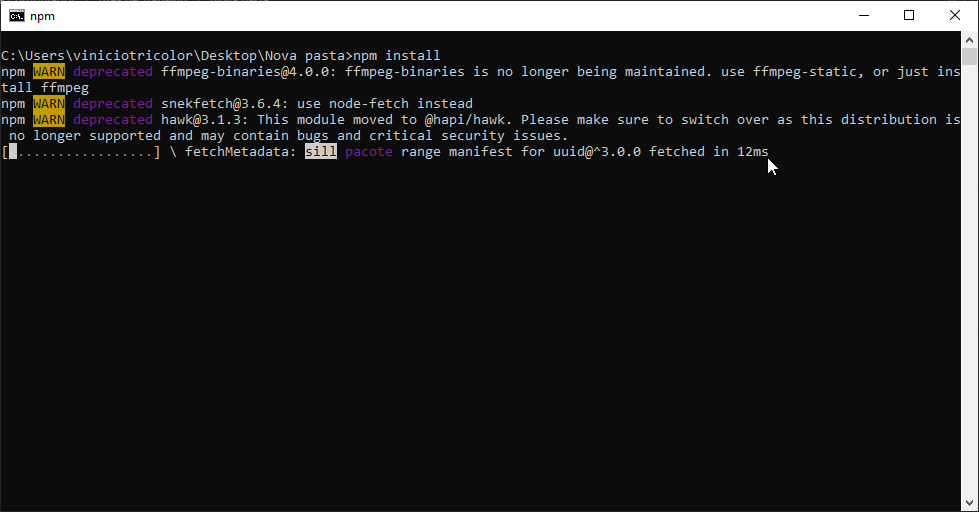 npm
C:\Users\viniciotricolor\Desktop\Nova pasta>npm install
npm WARN deprecated ffmpeg-binaries@4.0.0: ffmpeg-binaries is no longer being maintained. use ffmpeg-static, or just ins
tall ffmpeg
npm WARN deprecated snekfetch@3.6.4: use node-fetch instead
npm WARN deprecated hawk@3.1.3: This module moved to @hapi/hawk. Please make sure to switch over as this distribution is
 no longer supported and may contain bugs and critical security issues.
[ .................] \ fetchMetadata: sill pacote range manifest for uuid@^3.0.0 fetched in 12ms